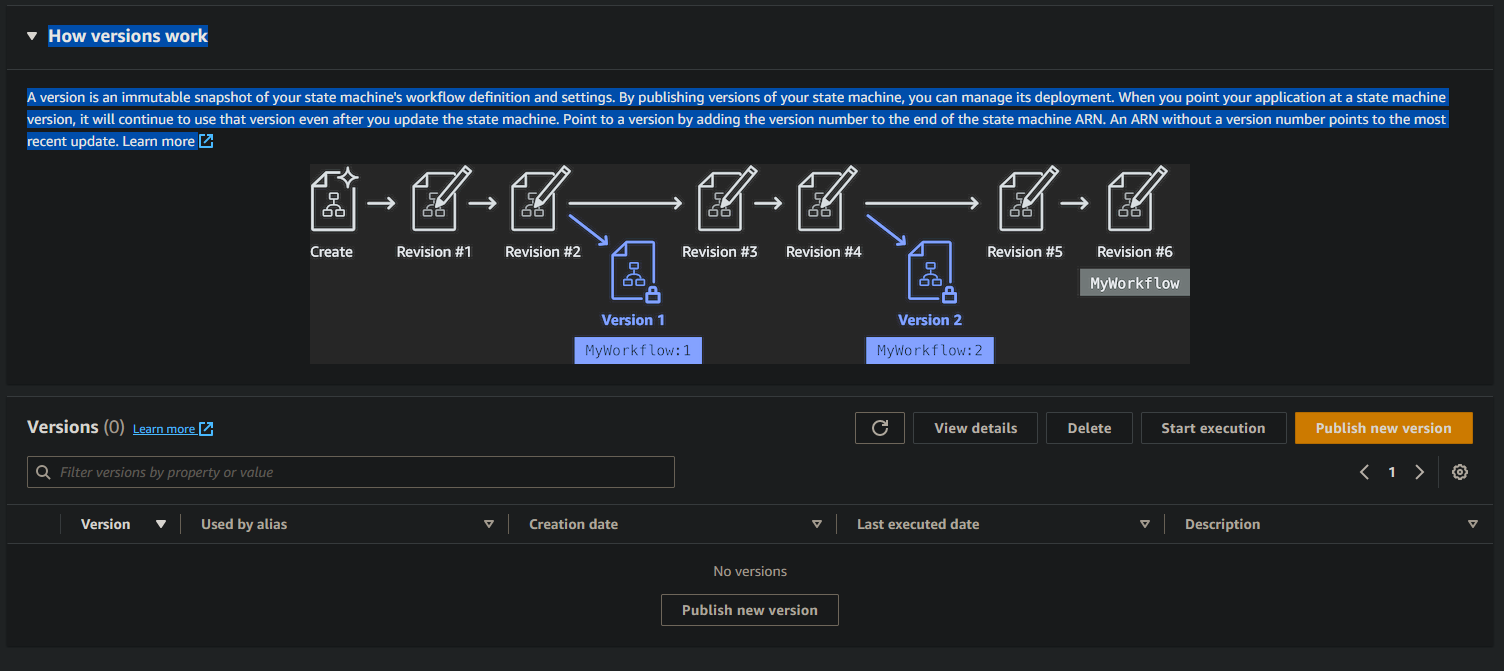 How versions work
A version is an immutable snapshot of your state machine's workflow definition and settings. By publishing versions of your state machine, you can manage its deployment. When you point your application at a state machine
version, it will continue to use that version even after you update the state machine. Point to a version by adding the version number to the end of the state machine ARN. An ARN without a version number points to the most
recent update. Learn more
Create
Revision #1
Revision #2
Revision #3
Revision #4
Revision #5
Revision #6
MyWorkflow
Version 1
Version 2
MyWorkflow:1
MyWorkflow:2
Versions (0) Learn more
View details
Delete
Start execution
Publish new version
Filter versions by property or value
1
Version
Used by alias
Creation date
Last executed date
Description
No versions
Publish new version